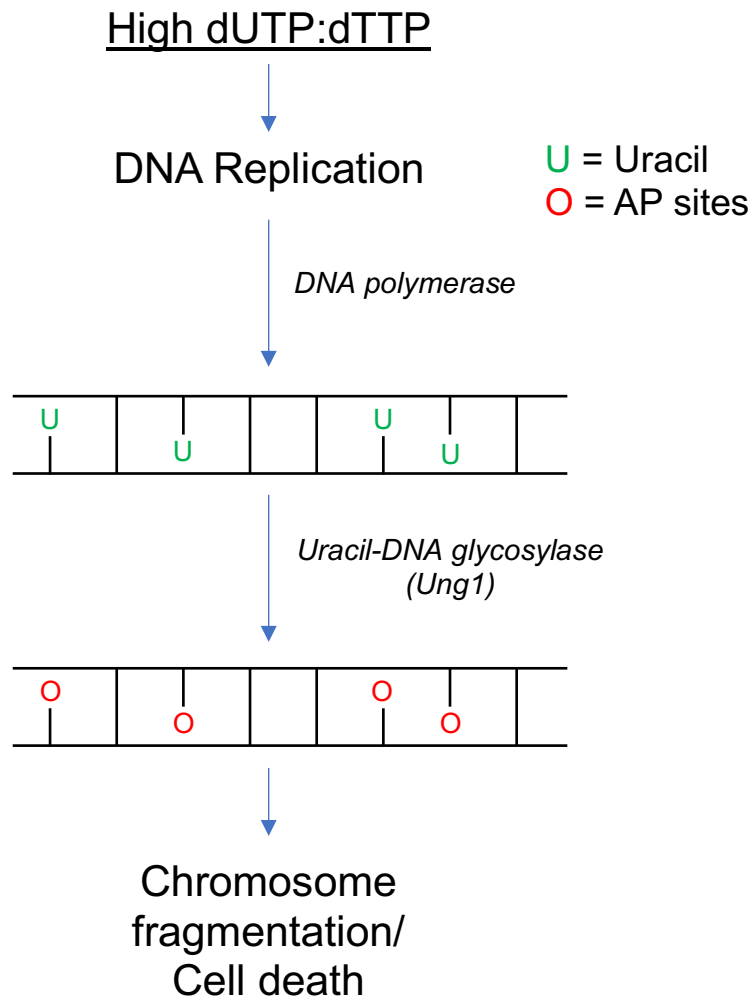 High dUTP:dTTP
DNA Replication
U = Uracil
O = AP sites
DNA polymerase
U U U U
Uracil-DNA glycosylase
(Ung1)
O O O O
Chromosome
fragmentation/
Cell death